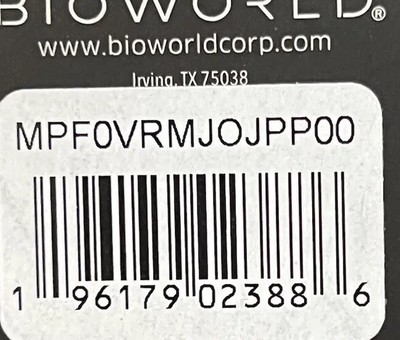 BIOWORLD®
www.bioworldcorp.com
Irving, TX 75038
MPF0VRMJOJPP00
1 96179 02388 6